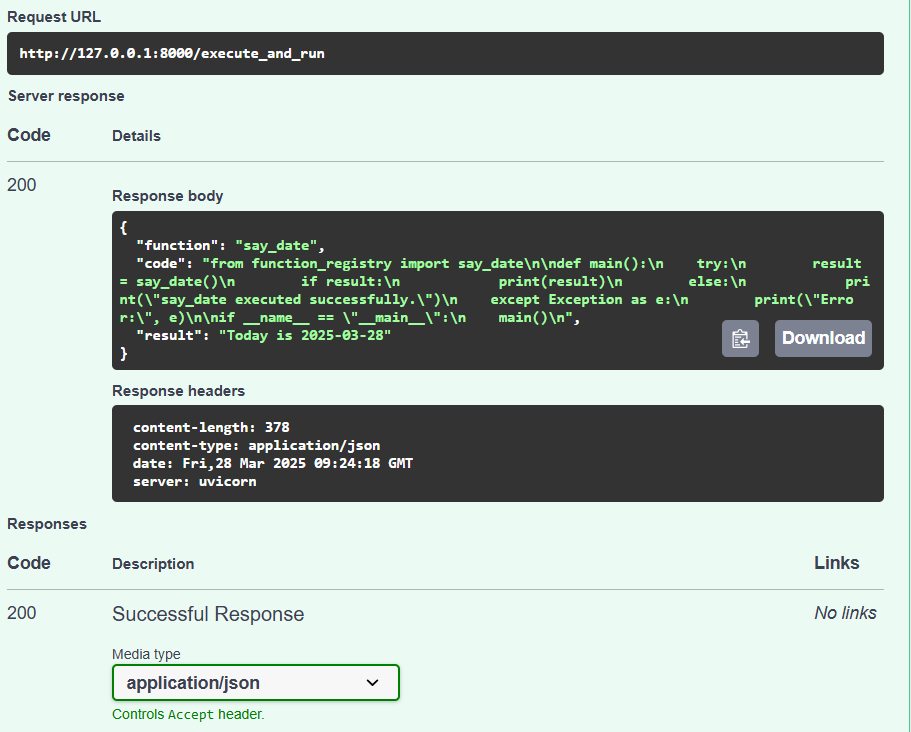 Request URL
http://127.0.0.1:8000/execute_and_run
Server response
Code Details
200
Response body
{
  "function": "say_date",
  "code": "from function_registry import say_date\n\ndef main():\n    try:\n        result
= say_date()\n        if result:\n            print(result)\n        else:\n            pri
nt(\"say_date executed successfully.\")\n    except Exception as e:\n        print(\"Erro
r:\", e)\n\nif __name__ == \"__main__\":\n    main()\n",
  "result": "Today is 2025-03-28"
}
Download
Response headers
content-length: 378
content-type: application/json
date: Fri,28 Mar 2025 09:24:18 GMT
server: uvicorn
Responses
Code Description Links
200 Successful Response No links
Media type
application/json
Controls Accept header.